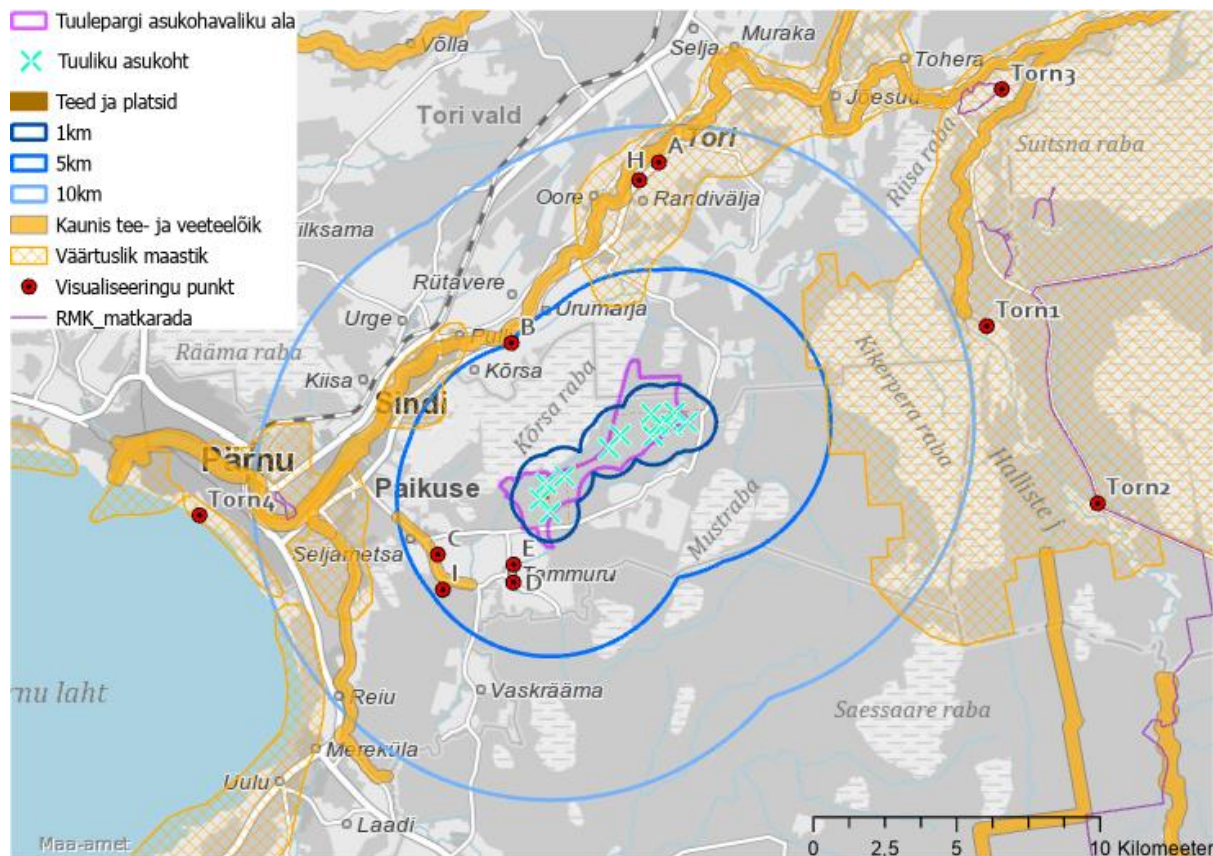 Tuulepargi asukohavaliku ala
Tuuliku asukoht
Teed ja platsid
1km
5km
10km
Kaunis tee- ja veeteelõik
Väärtuslik maastik
Visualiseeringu punkt
RMK_matkarada
Võlla
Selja
Muraka
Tohera
Torn3
Jõesuu
Tori vald
Suitsna raba
Riisa raba
A
Tori
H
Oore
Randivälja
ilksama
Rütavere
Urumarja
Urge
B
Torn1
Rääma raba
Kiisa
Kõrsa
Kõrsa raba
Kikerpera raba
Sindi
Pärnu
Paikuse
Halliste j
Torn4
Torn2
Mustraba
Seljametsa
C
E
Tammuru
I
D
rnu laht
Reiu
Vaskrääma
Saessaare raba
Mereküla
Uulu
Laadi
Maa-amet
0 2.5 5 10 Kilomeeter